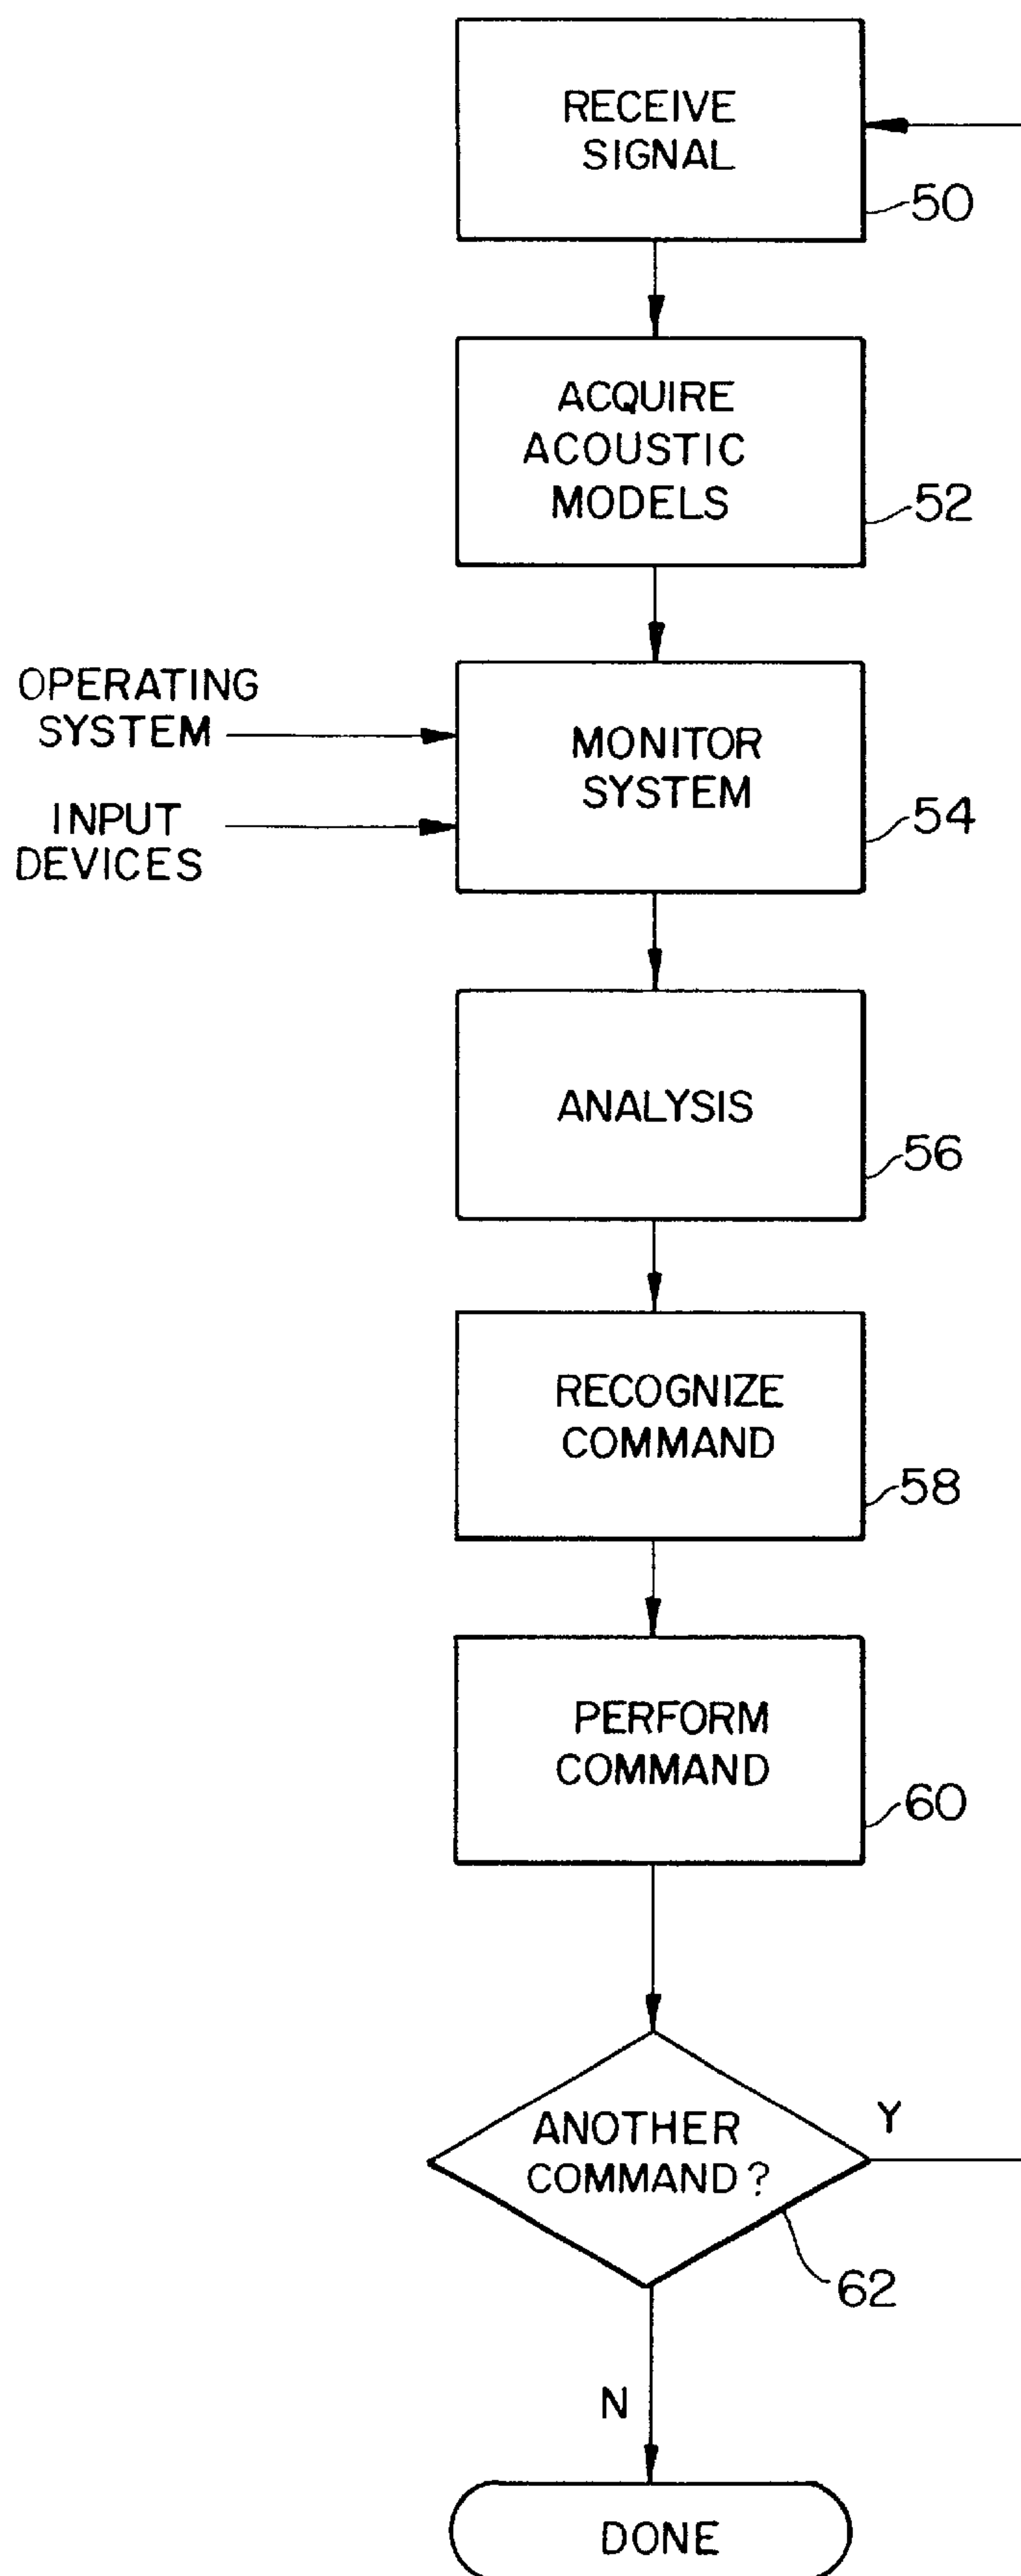 RECEIVE
SIGNAL
50
ACQUIRE
ACOUSTIC
MODELS
52
OPERATING
SYSTEM
INPUT
DEVICES
MONITOR
SYSTEM
54
ANALYSIS
56
RECOGNIZE
COMMAND
58
PERFORM
COMMAND
60
ANOTHER
COMMAND?
Y
62
N
DONE